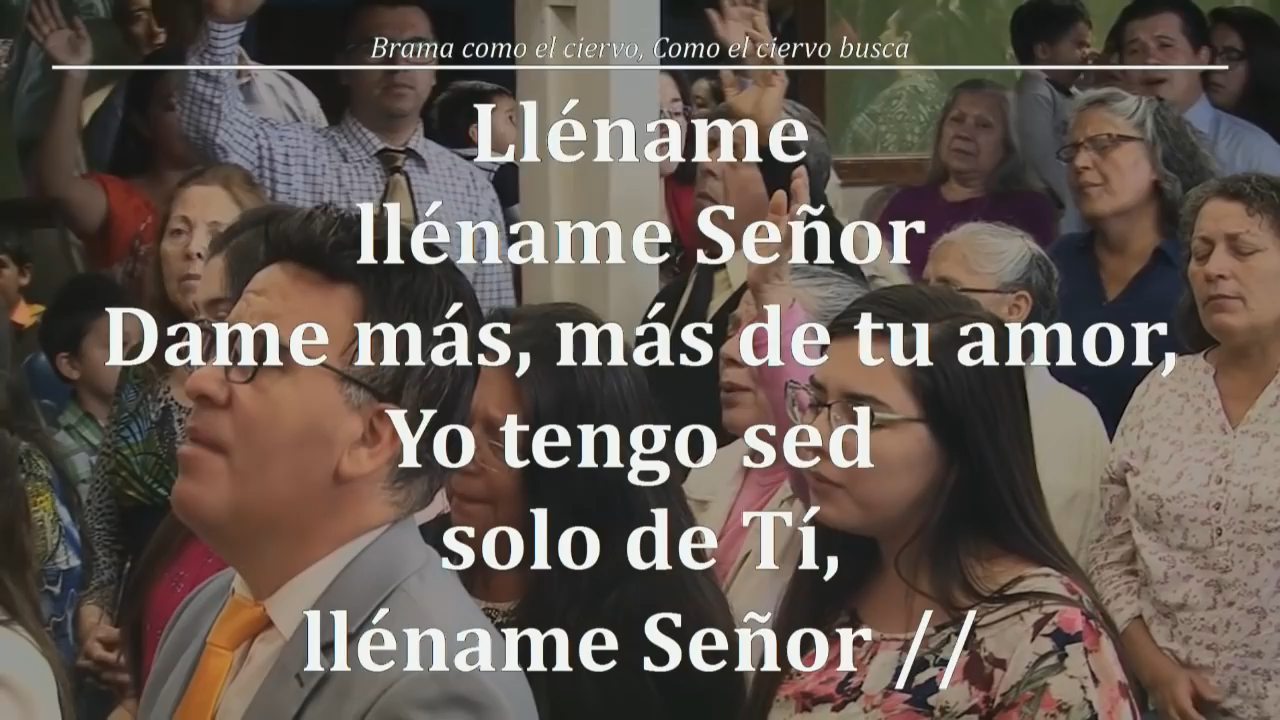 Brama como el ciervo, Como el ciervo busca
Lléname
lléname Señor
Dame más, más de tu amor,
Yo tengo sed
solo de Tí,
lléname Señor //